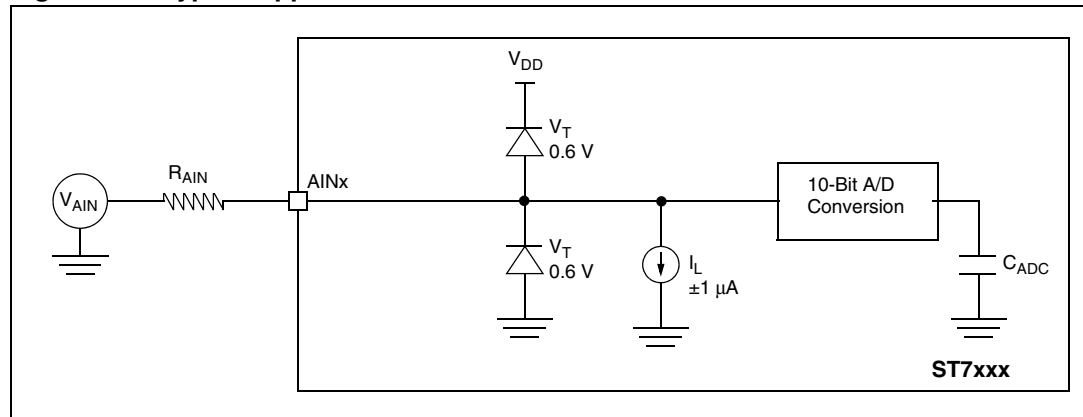 V_DD
V_T
0.6 V
R_AIN
AINx
V_AIN
10-Bit A/D
Conversion
V_T
0.6 V
I_L
±1 µA
C_ADC
ST7xxx